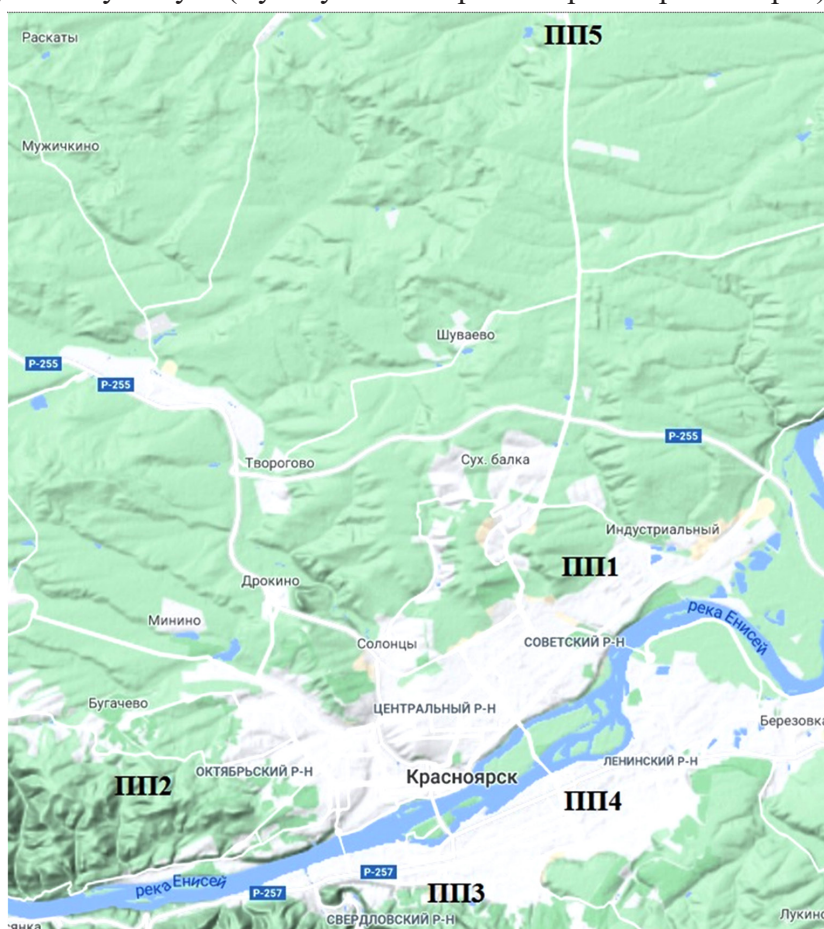 Раскаты
ПП5
Мужичкино
Шуваево
Р-255
Р-255
Р-255
Творогово
Сух. балка
Индустриальный
ПП1
Дрокино
река Енисей
Минино
Солонцы
СОВЕТСКИЙ Р-Н
Бугачево
ЦЕНТРАЛЬНЫЙ Р-Н
Березовка
ОКТЯБРЬСКИЙ Р-Н
ЛЕНИНСКИЙ Р-Н
ПП2
Красноярск
ПП4
Р-257
река Енисей
Р-257
ПП3
СВЕРДЛОВСКИЙ Р-Н
Лукино
янка